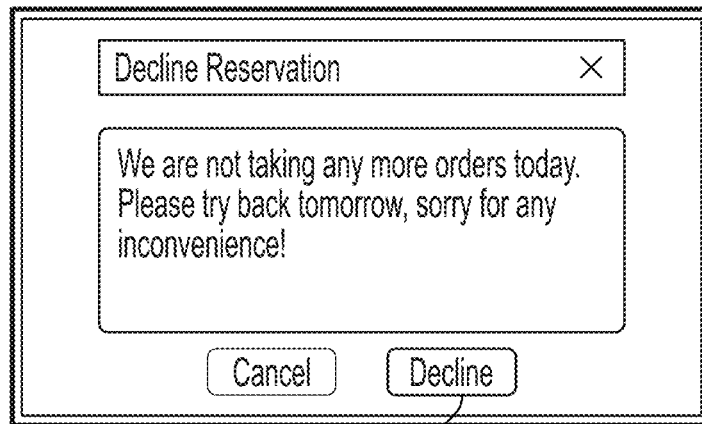 Decline Reservation ×
We are not taking any more orders today.
Please try back tomorrow, sorry for any
inconvenience!
Cancel Decline